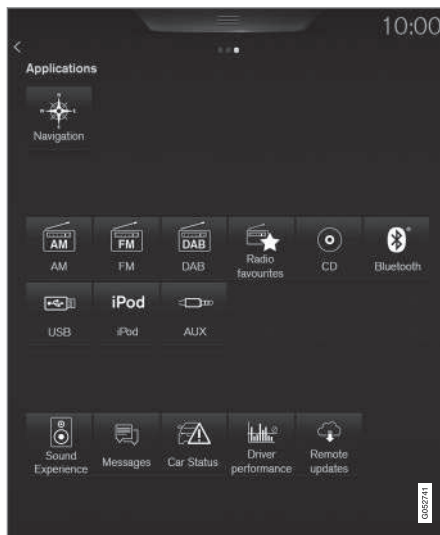 10:00
Applications
Navigation
AM FM DAB
AM FM DAB Radio favourites CD Bluetooth
iPod
USB iPod AUX
Sound Experience Messages Car Status Driver performance Remote updates
G052741